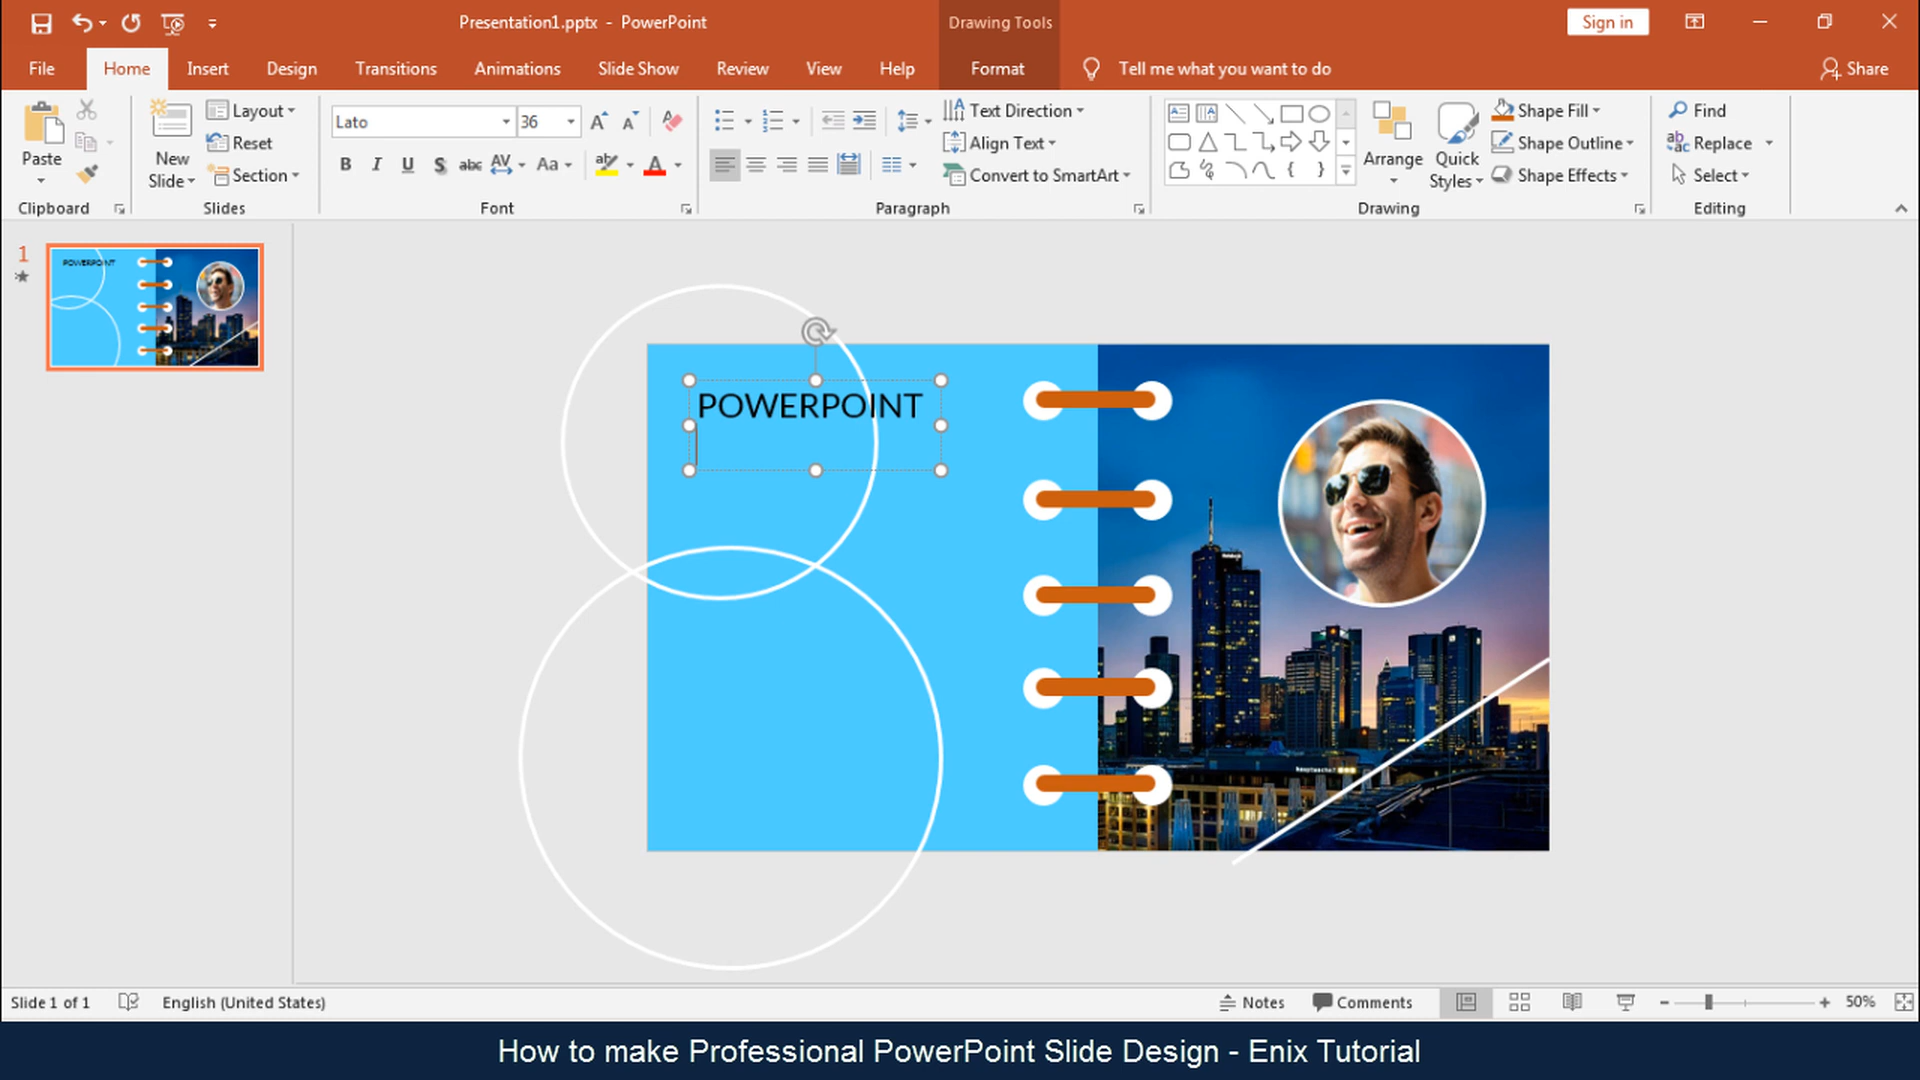 Presentation1.pptx - PowerPoint
Drawing Tools
Sign in
File
Home
Insert
Design
Transitions
Animations
Slide Show
Review
View
Help
Format
Tell me what you want to do
Share
Paste
Clipboard
New
Slide
Layout
Reset
Section
Slides
Lato
36
A A
B I U S abc AV Aa
ab A
Font
Text Direction
Align Text
Convert to SmartArt
Paragraph
Arrange
Quick
Styles
Shape Fill
Shape Outline
Shape Effects
Drawing
Find
Replace
Select
Editing
1
POWERPOINT
POWERPOINT
Slide 1 of 1
English (United States)
Notes
Comments
50%
How to make Professional PowerPoint Slide Design - Enix Tutorial